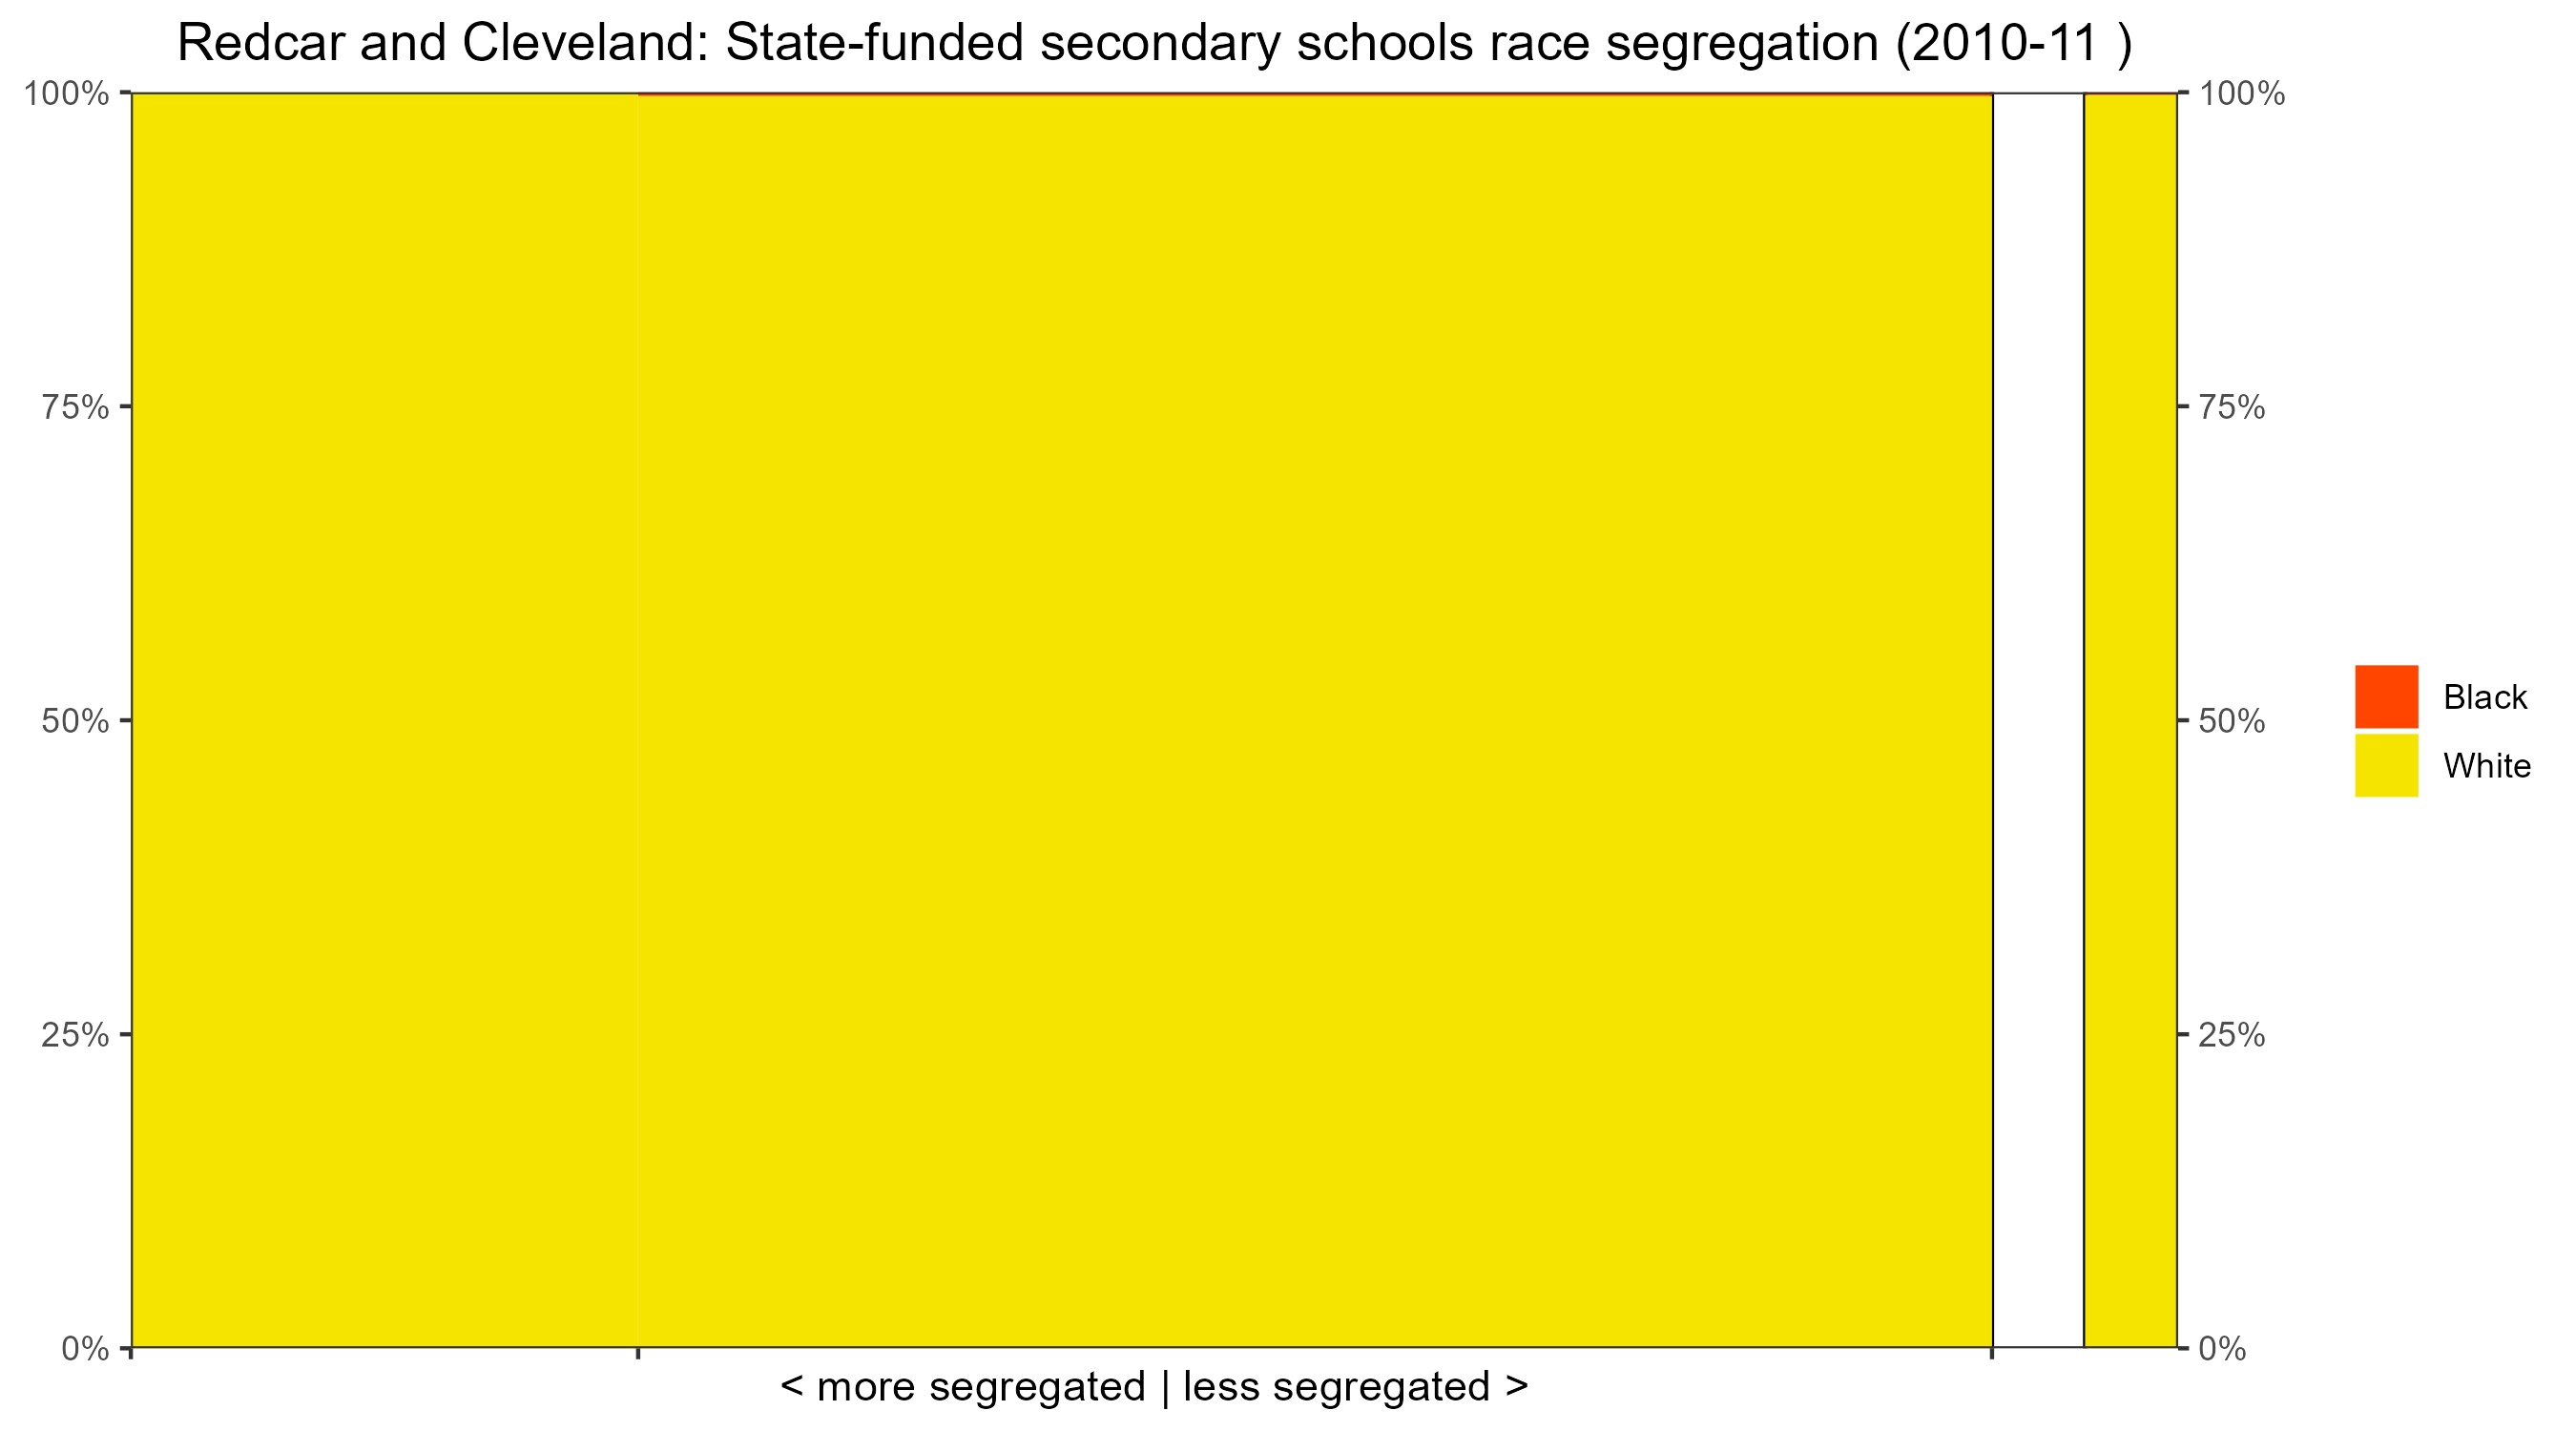 Redcar and Cleveland: State-funded secondary schools race segregation (2010-11 )
100%
100%
75%
75%
50%
50%
25%
25%
0%
0%
Black
White
< more segregated | less segregated >